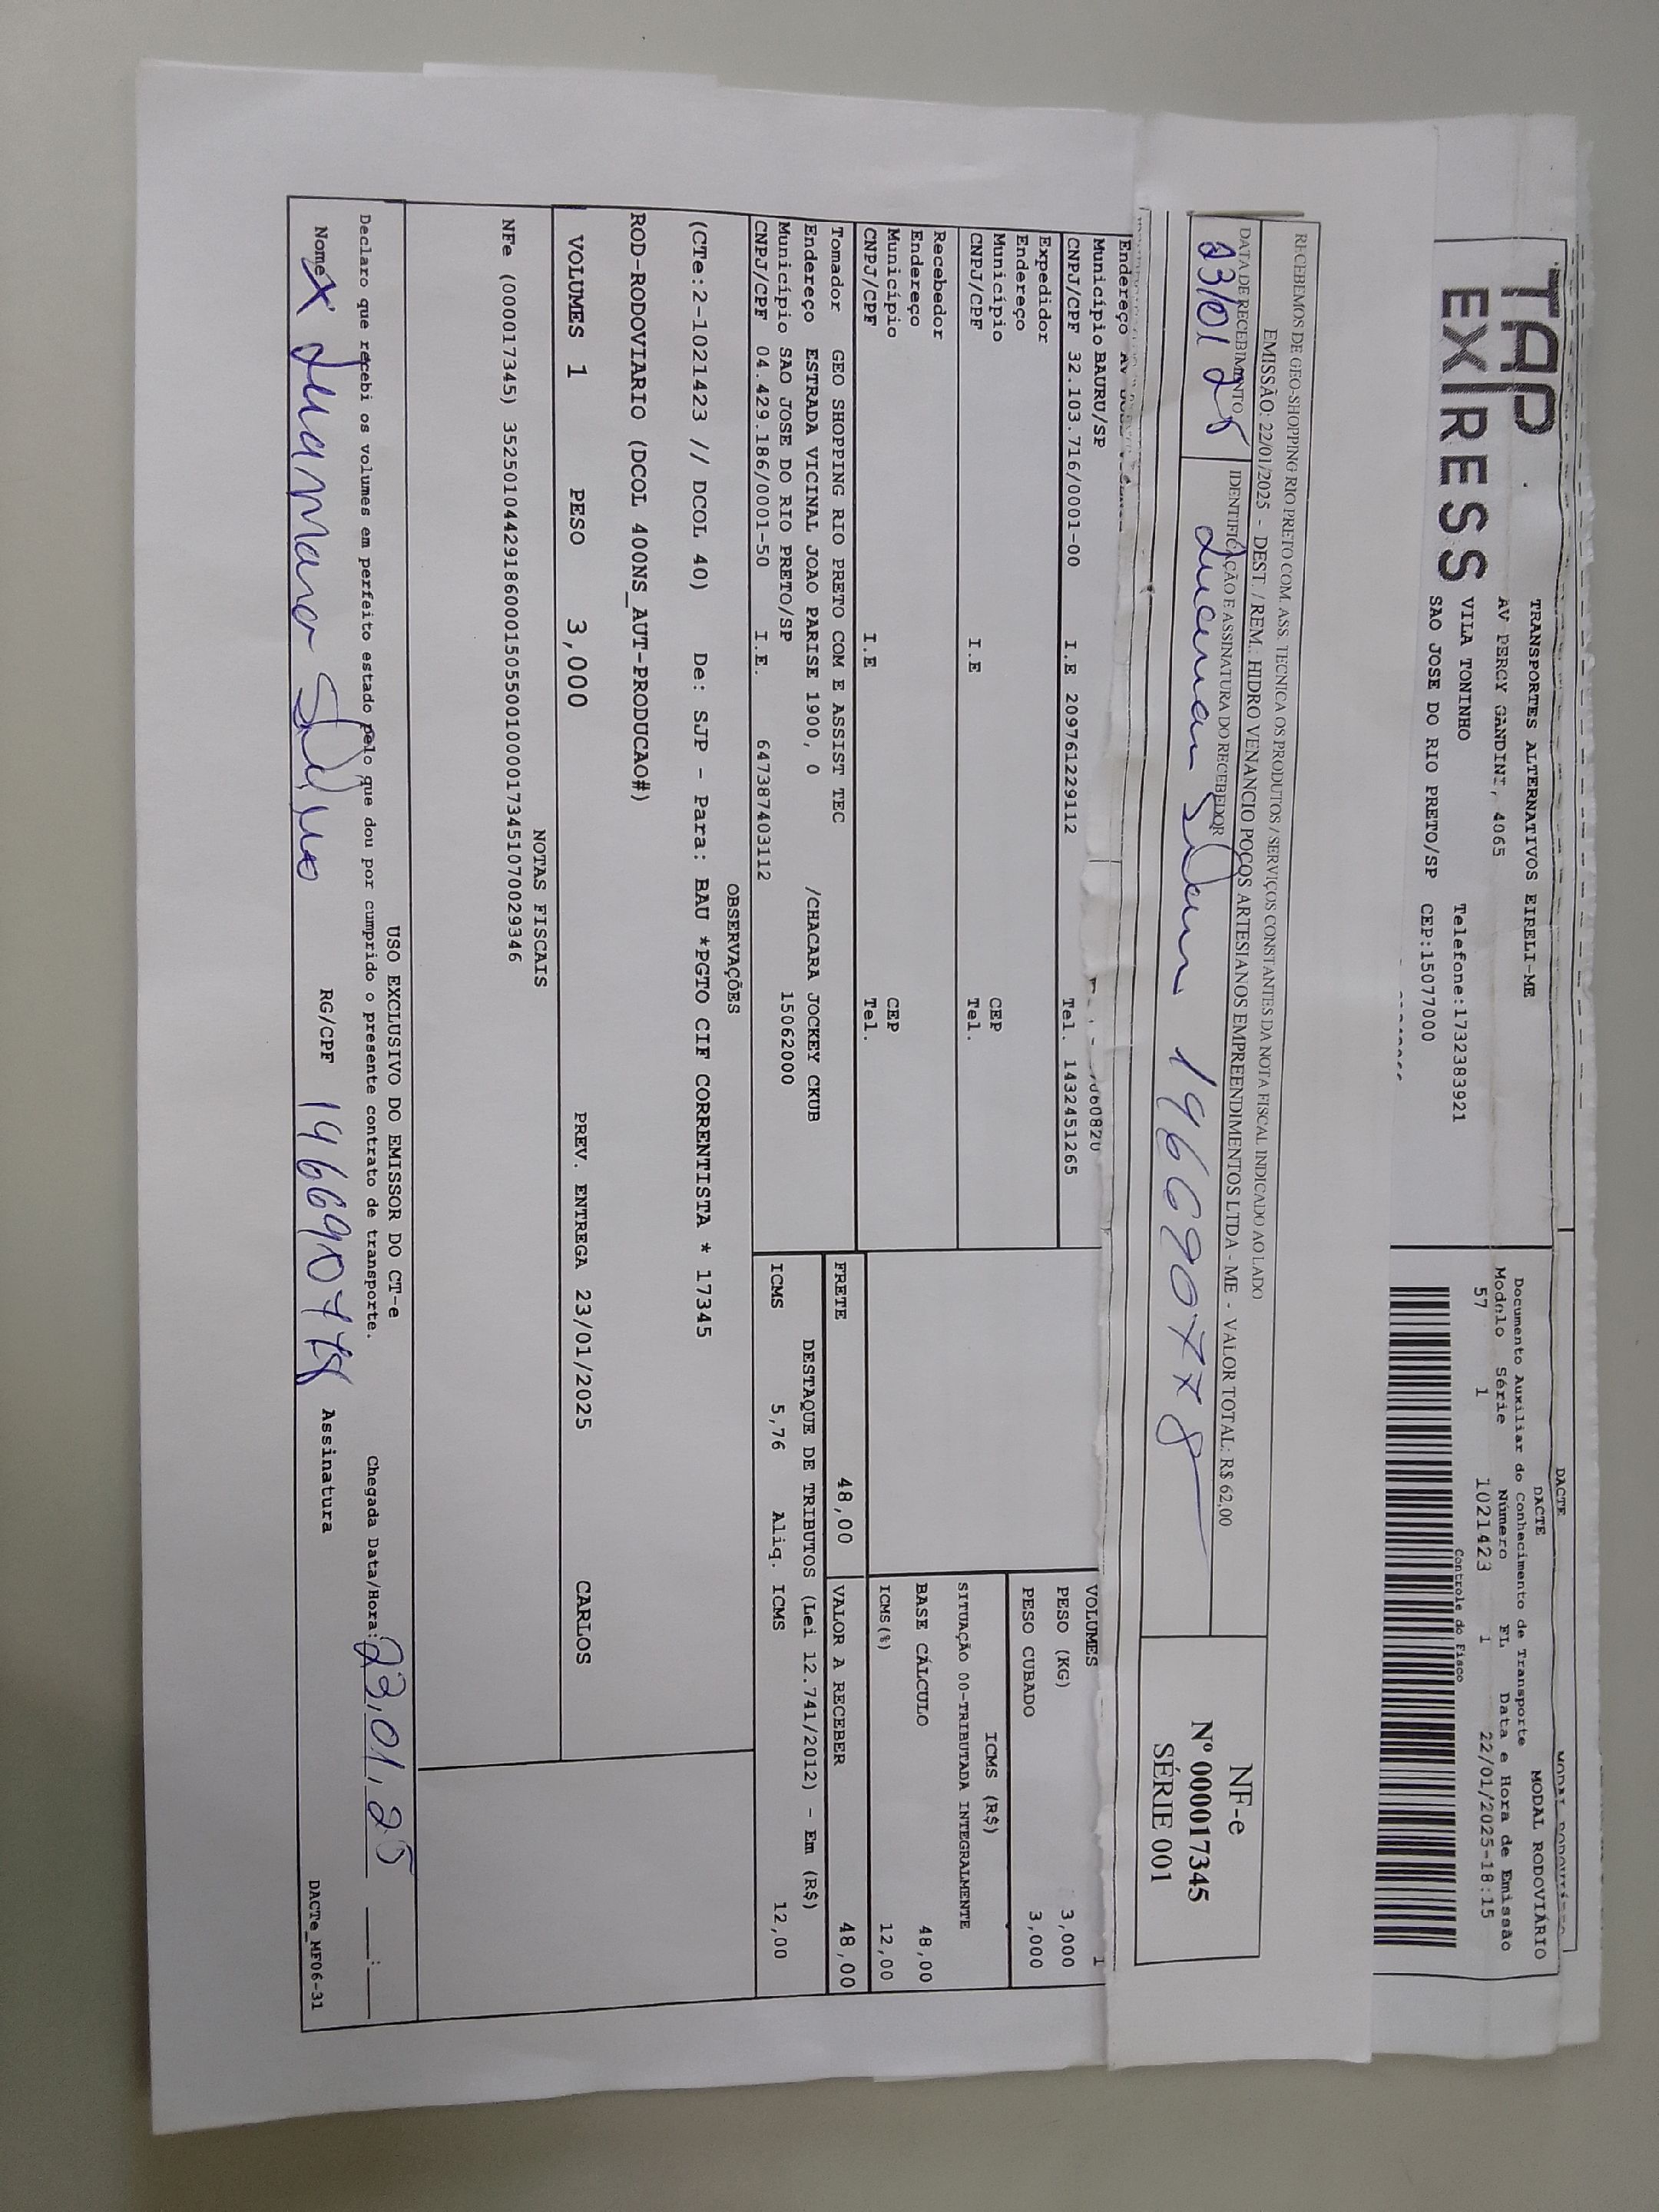 TAP EXPRESS
TRANSPORTES ALTERNATIVOS EIRELI-ME
AV PERCY GANDINI, 4065
VILA TONINHO Telefone:1732383921
SAO JOSE DO RIO PRETO/SP CEP:15077000
DACTE
DACTE MODAL RODOVIÁRIO
Documento Auxiliar do Conhecimento de Transporte
Modelo Série Número FL Data e Hora de Emissão
57 1 1021423 1 22/01/2025-18:15
Controle do Fisco
RECEBEMOS DE GEO-SHOPPING RIO PRETO COM. ASS. TECNICA OS PRODUTOS / SERVIÇOS CONSTANTES DA NOTA FISCAL INDICADO AO LADO
EMISSÃO: 22/01/2025 - DEST. / REM.: HIDRO VENANCIO POÇOS ARTESIANOS EMPREENDIMENTOS LTDA - ME - VALOR TOTAL: R$ 62,00
DATA DE RECEBIMENTO IDENTIFICAÇÃO E ASSINATURA DO RECEBEDOR
23/01/25 196690778
NF-e
Nº 000017345
SÉRIE 001
Endereço AV
Município BAURU/SP
CNPJ/CPF 32.103.716/0001-00 I.E 209761229112 Tel. 1432451265
VOLUMES 1
PESO (KG) 3,000
PESO CUBADO 3,000
Expedidor
Endereço
Município CEP
CNPJ/CPF I.E Tel.
ICMS (R$)
SITUAÇÃO 00-TRIBUTADA INTEGRALMENTE
BASE CÁLCULO 48,00
ICMS(%) 12,00
Recebedor
Endereço
Município CEP
CNPJ/CPF I.E Tel.
FRETE 48,00 VALOR A RECEBER 48,00
Tomador GEO SHOPPING RIO PRETO COM E ASSIST TEC
Endereço ESTRADA VICINAL JOAO PARISE 1900, 0 /CHACARA JOCKEY CKUB
Município SAO JOSE DO RIO PRETO/SP 15062000
CNPJ/CPF 04.429.186/0001-50 I.E. 647387403112
DESTAQUE DE TRIBUTOS (Lei 12.741/2012) - Em (R$)
ICMS 5,76 Aliq. ICMS 12,00
OBSERVAÇÕES
(CTe:2-1021423 // DCOL 40) De: SJP - Para: BAU *PGTO CIF CORRENTISTA * 17345
ROD-RODOVIARIO (DCOL 400NS_AUT-PRODUCAO#)
VOLUMES 1 PESO 3,000 PREV. ENTREGA 23/01/2025 CARLOS
NOTAS FISCAIS
NFe (000017345) 35250104429186000150550010000173451070029346
USO EXCLUSIVO DO EMISSOR DO CT-e
Declaro que recebi os volumes em perfeito estado pelo que dou por cumprido o presente contrato de transporte. Chegada Data/Hora: 23,01,25 __:__
Nome X RG/CPF 196690778 Assinatura
DACTe_MF06-31